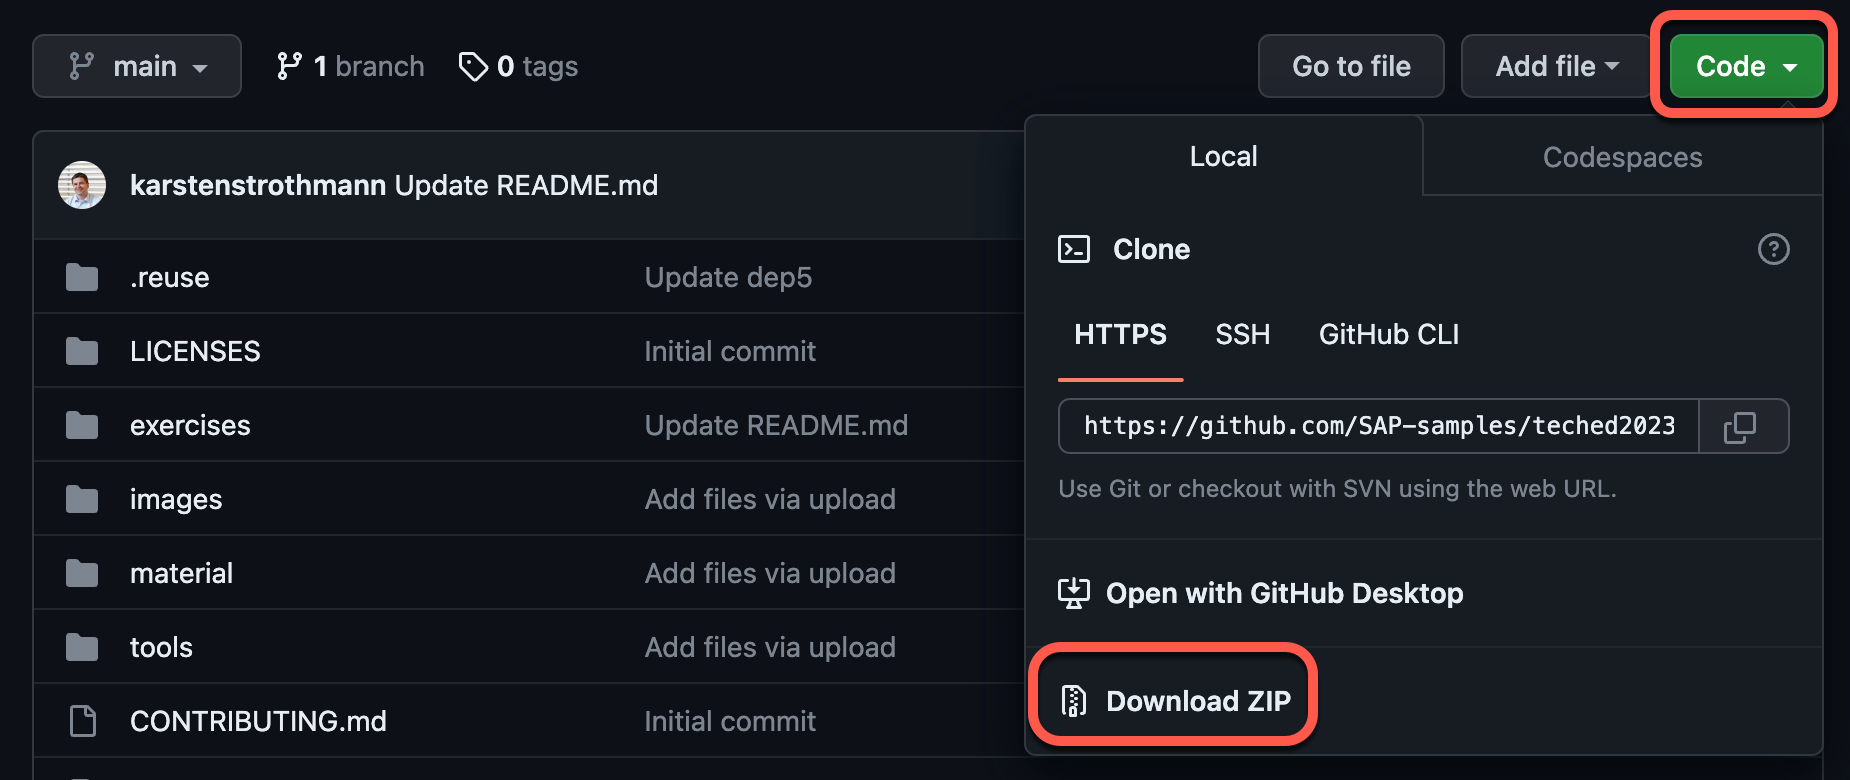 main 1 branch 0 tags Go to file Add file Code
Local Codespaces
karstenstrothmann Update README.md
Clone
.reuse Update dep5
HTTPS SSH GitHub CLI
LICENSES Initial commit
exercises Update README.md
https://github.com/SAP-samples/teched2023
Use Git or checkout with SVN using the web URL.
images Add files via upload
material Add files via upload
Open with GitHub Desktop
tools Add files via upload
Download ZIP
CONTRIBUTING.md Initial commit